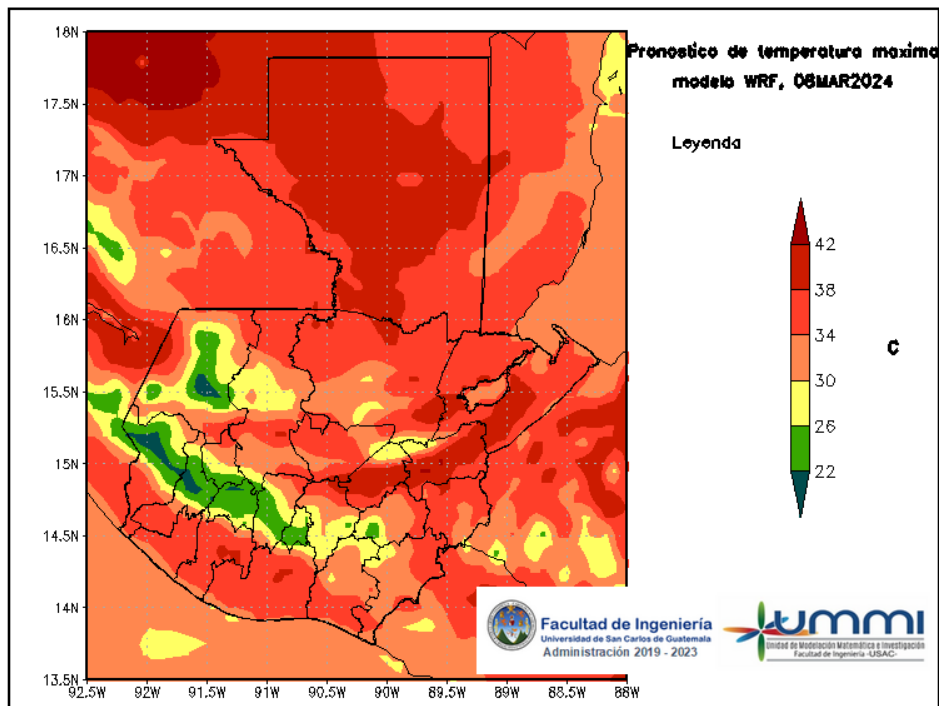 Pronostico de temperatura maxima
modelo WRF, 08MAR2024
Leyenda
42
38
34
30
26
22
C
18N
17.5N
17N
16.5N
16N
15.5N
15N
14.5N
14N
13.5N
92.5W 92W 91.5W 91W 90.5W 90W 89.5W 89W 88.5W 88W
Facultad de Ingeniería
Universidad de San Carlos de Guatemala
Administración 2019 - 2023
UMMI
Unidad de Modelación Matemática e Investigación
Facultad de Ingeniería -USAC-